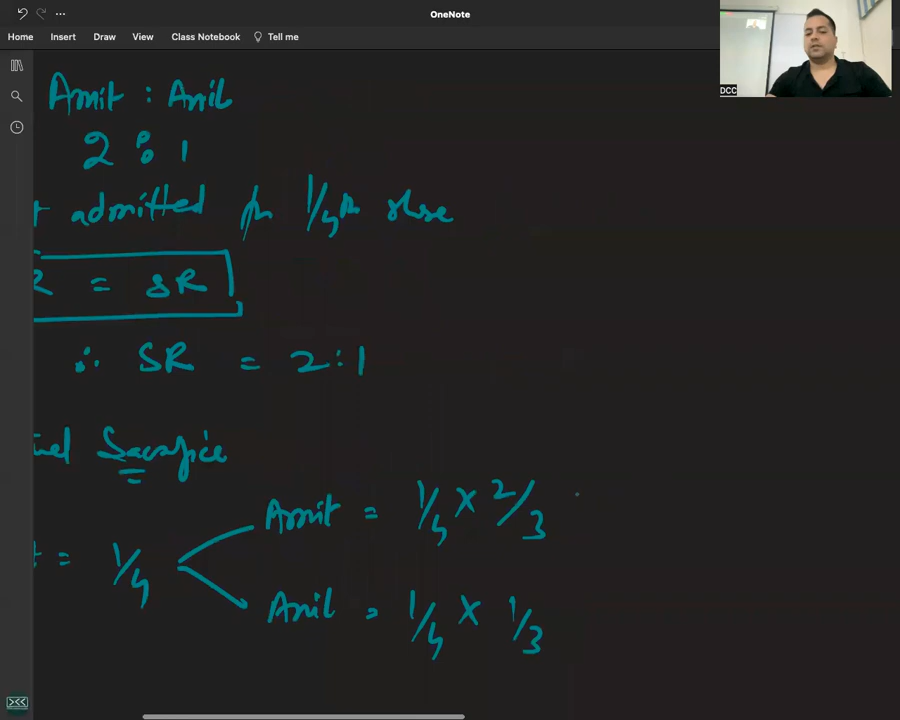 OneNote
Home Insert Draw View Class Notebook Tell me
DCC
Amit : Anil
2 : 1
admitted for 1/4th share
R = SR
∴ SR = 2:1
Sacrifice
Amit = 1/4 X 2/3
t = 1/4
Anil = 1/4 X 1/3